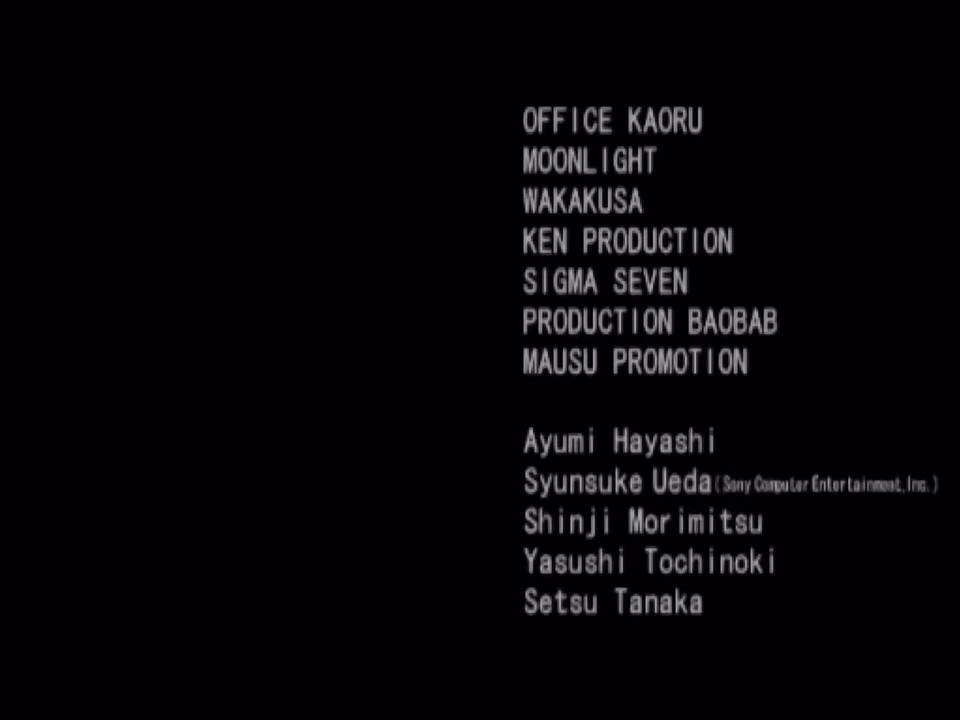 OFFICE KAORU
MOONLIGHT
WAKAKUSA
KEN PRODUCTION
SIGMA SEVEN
PRODUCTION BAOBAB
MAUSU PROMOTION
Ayumi Hayashi
Syunsuke Ueda(Sony Computer Entertainment,Inc.)
Shinji Morimitsu
Yasushi Tochinoki
Setsu Tanaka